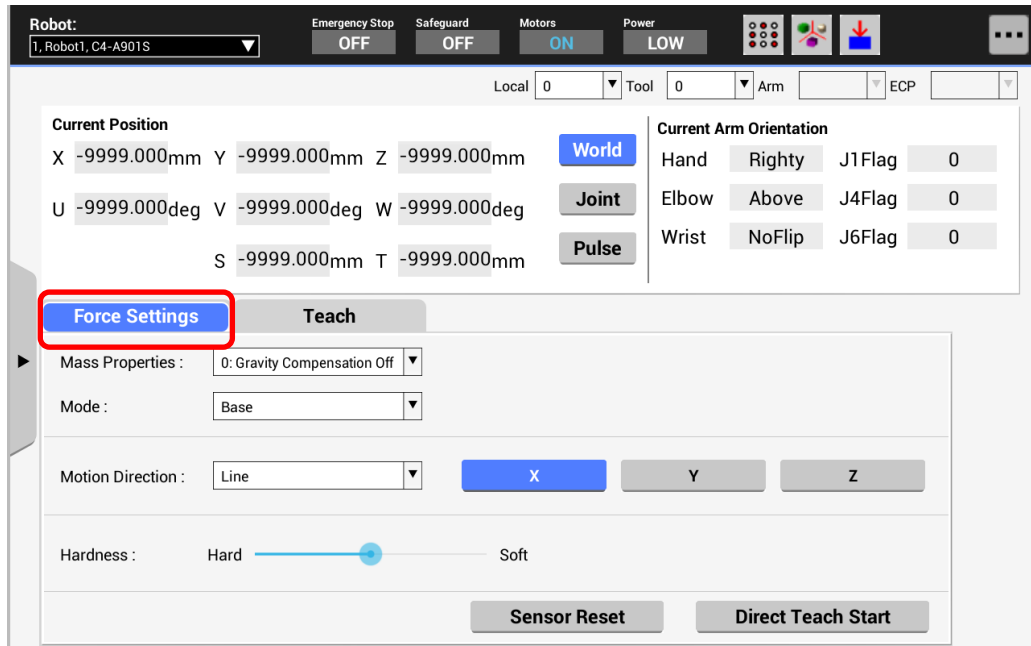 Robot: Emergency Stop Safeguard Motors Power
1, Robot1, C4-A901S OFF OFF ON LOW
Local 0 Tool 0 Arm ECP
Current Position
X -9999.000mm Y -9999.000mm Z -9999.000mm World
U -9999.000deg V -9999.000deg W -9999.000deg Joint
S -9999.000mm T -9999.000mm Pulse
Current Arm Orientation
Hand Righty J1Flag 0
Elbow Above J4Flag 0
Wrist NoFlip J6Flag 0
Force Settings Teach
Mass Properties : 0: Gravity Compensation Off
Mode : Base
Motion Direction : Line X Y Z
Hardness : Hard Soft
Sensor Reset Direct Teach Start